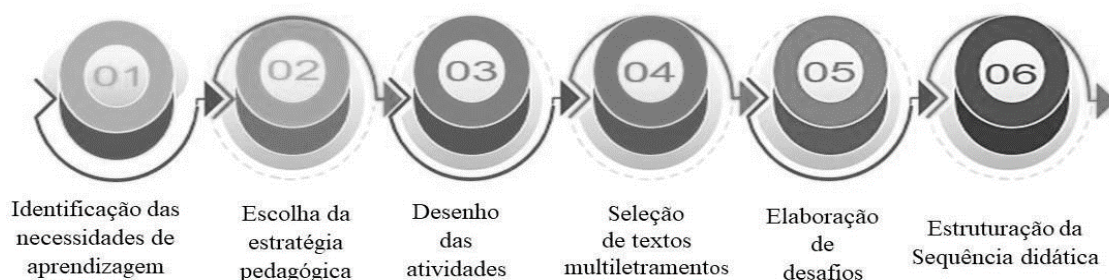 01
02
03
04
05
06
Identificação das
necessidades de
aprendizagem
Escolha da
estratégia
pedagógica
Desenho
das
atividades
Seleção
de textos
multiletramentos
Elaboração
de
desafios
Estruturação da
Sequência didática